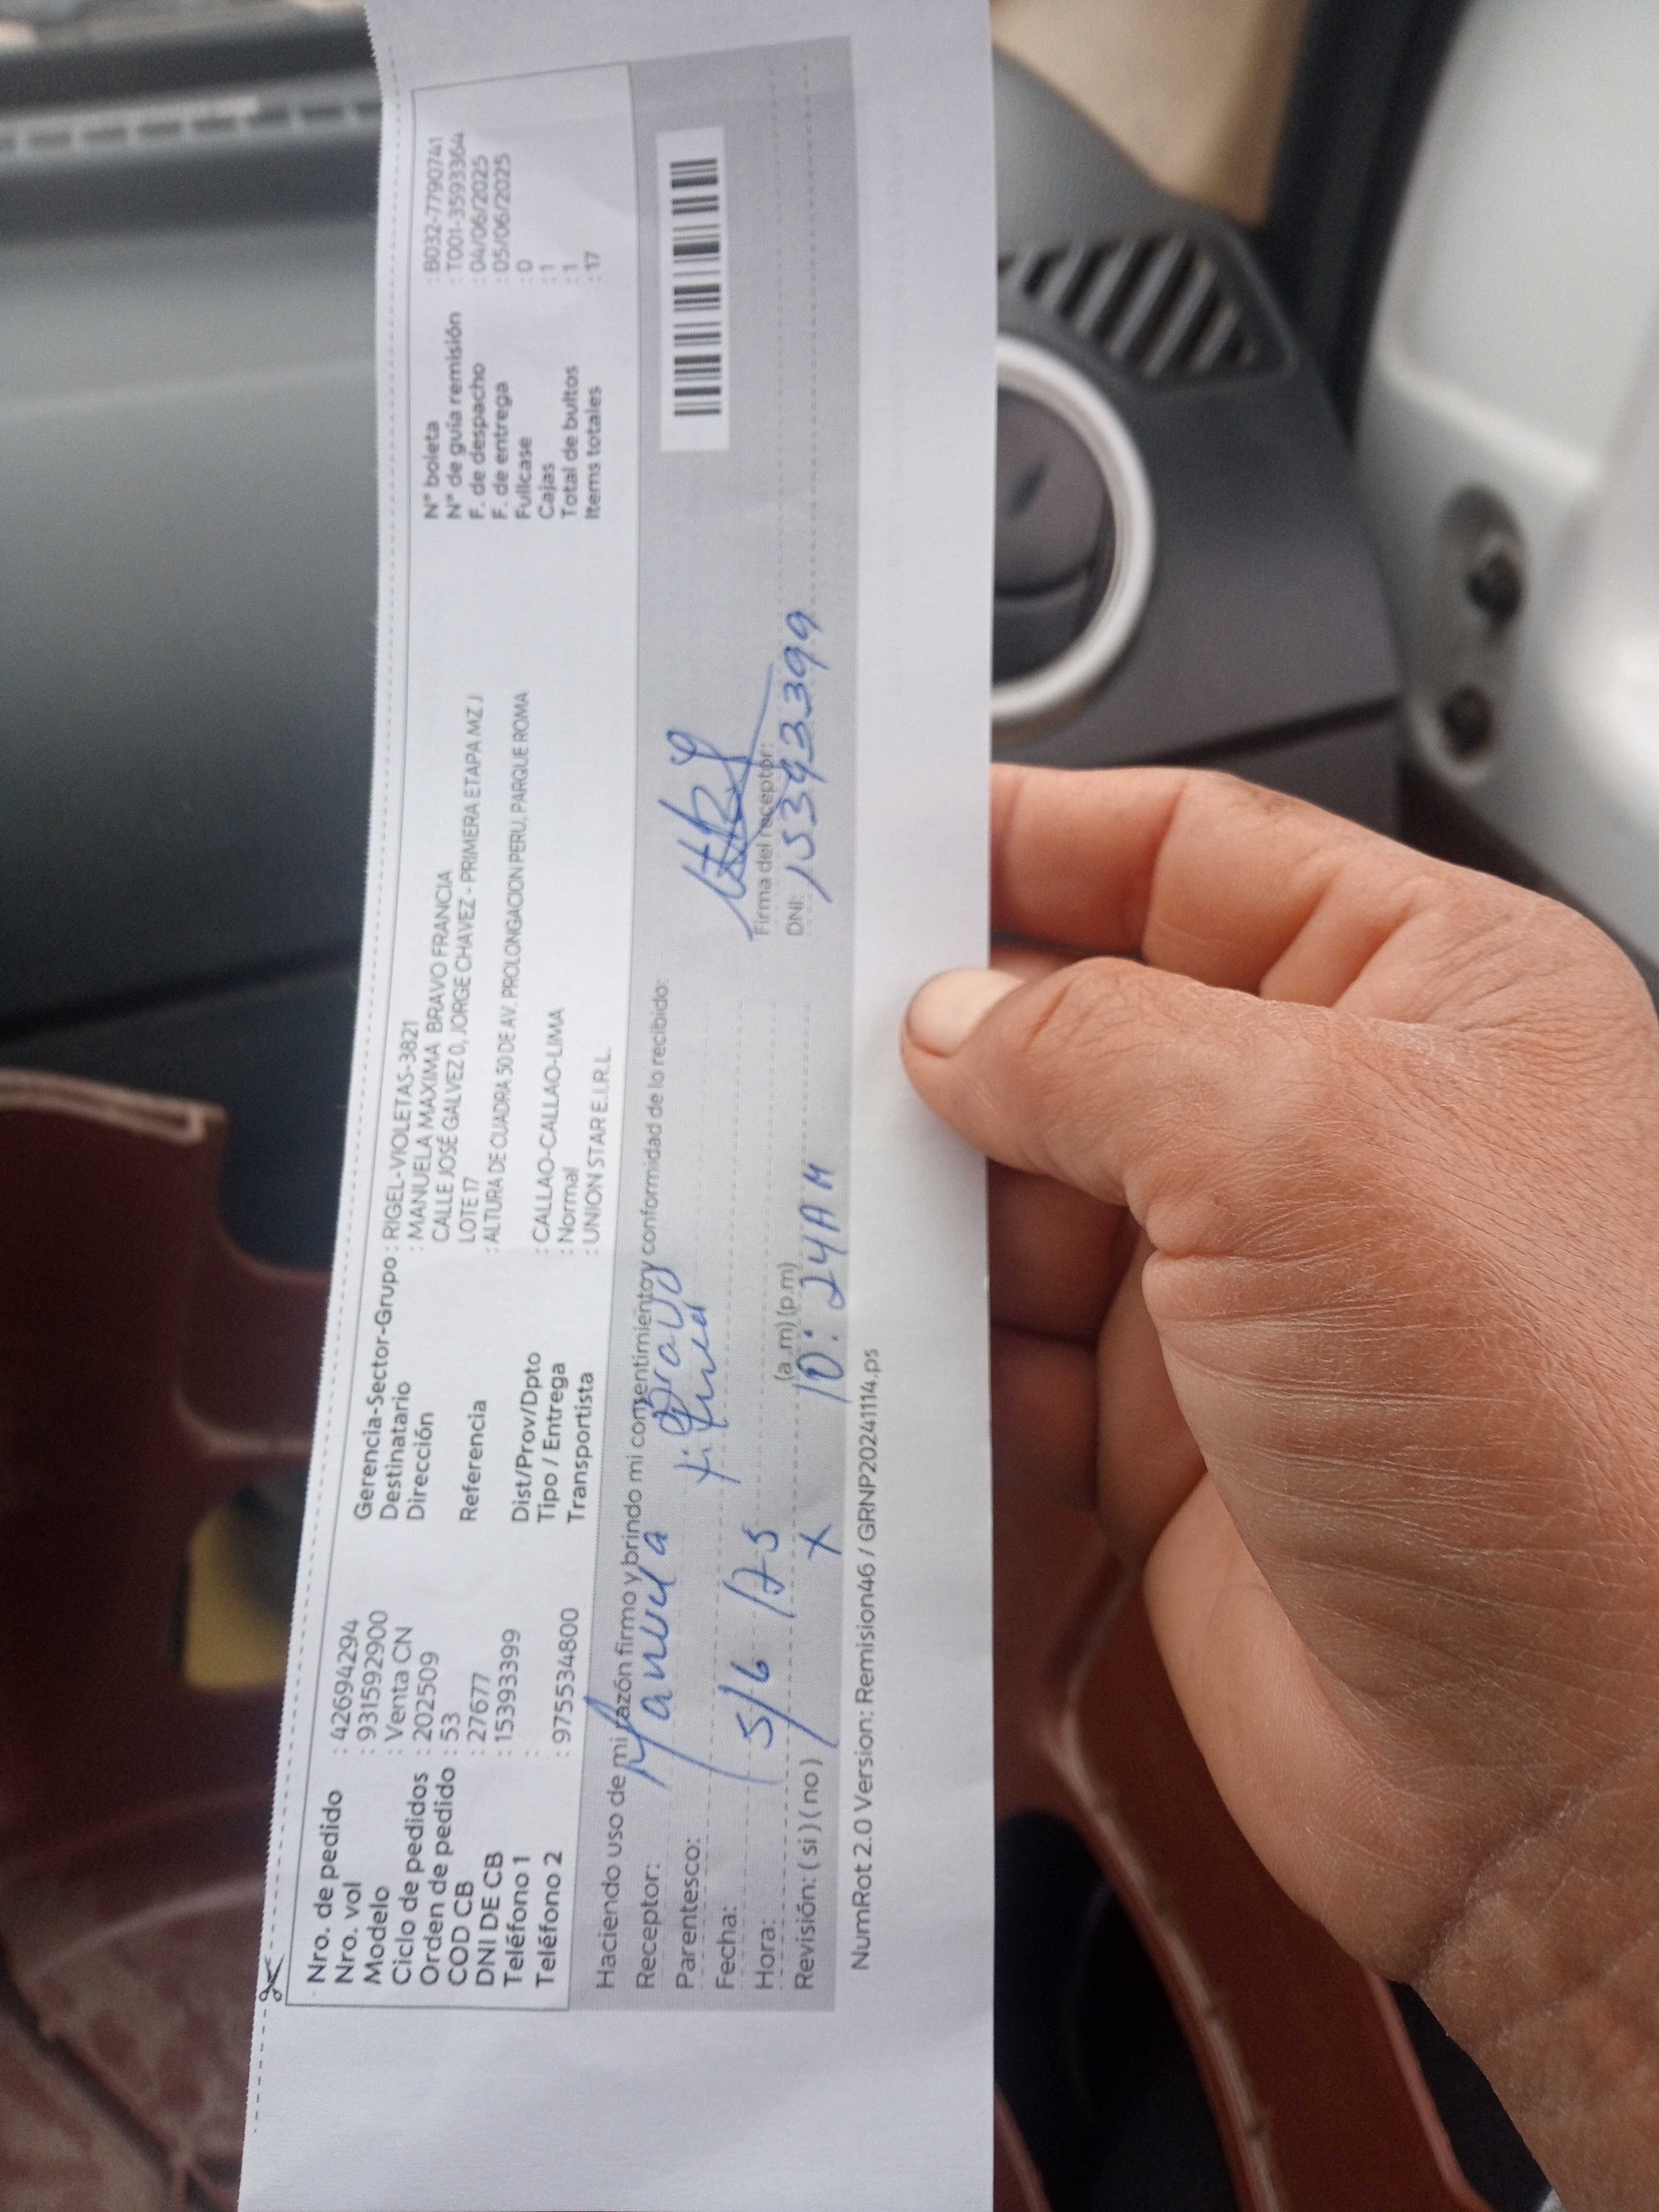 Nro. de pedido : 42694294
Nro. vol : 931592900
Modelo : Venta CN
Ciclo de pedidos : 202509
Orden de pedido : 53
COD CB : 27677
DNI DE CB : 15393399
Teléfono 1 :
Teléfono 2 : 975534800
Gerencia-Sector-Grupo : RIGEL-VIOLETAS-3821
Destinatario : MANUELA MAXIMA BRAVO FRANCIA
Dirección CALLE JOSÉ GALVEZ 0, JORGE CHAVEZ - PRIMERA ETAPA MZ J
LOTE 17
Referencia : ALTURA DE CUADRA 50 DE AV. PROLONGACION PERU, PARQUE ROMA
Dist/Prov/Dpto : CALLAO-CALLAO-LIMA
Tipo / Entrega : Normal
Transportista : UNION STAR E.I.R.L.
N° boleta : B032-77907741
N° de guía remisión : T001-35933364
F. de despacho : 04/06/2025
F. de entrega : 05/06/2025
Fullcase : 0
Cajas : 1
Total de bultos : 1
Items totales : 17
Haciendo uso de mi razón firmo y brindo mi consentimiento y conformidad de lo recibido:
Receptor: Manuela Bravo
Parentesco:
Fecha: 5/6/25
Hora: (a.m) (p.m)
Revisión: ( si ) ( no ) X 10:24 AM
Firma del receptor:
DNI: 15393399
NumRot 2.0 Version: Remision46 / GRNP20241114.ps